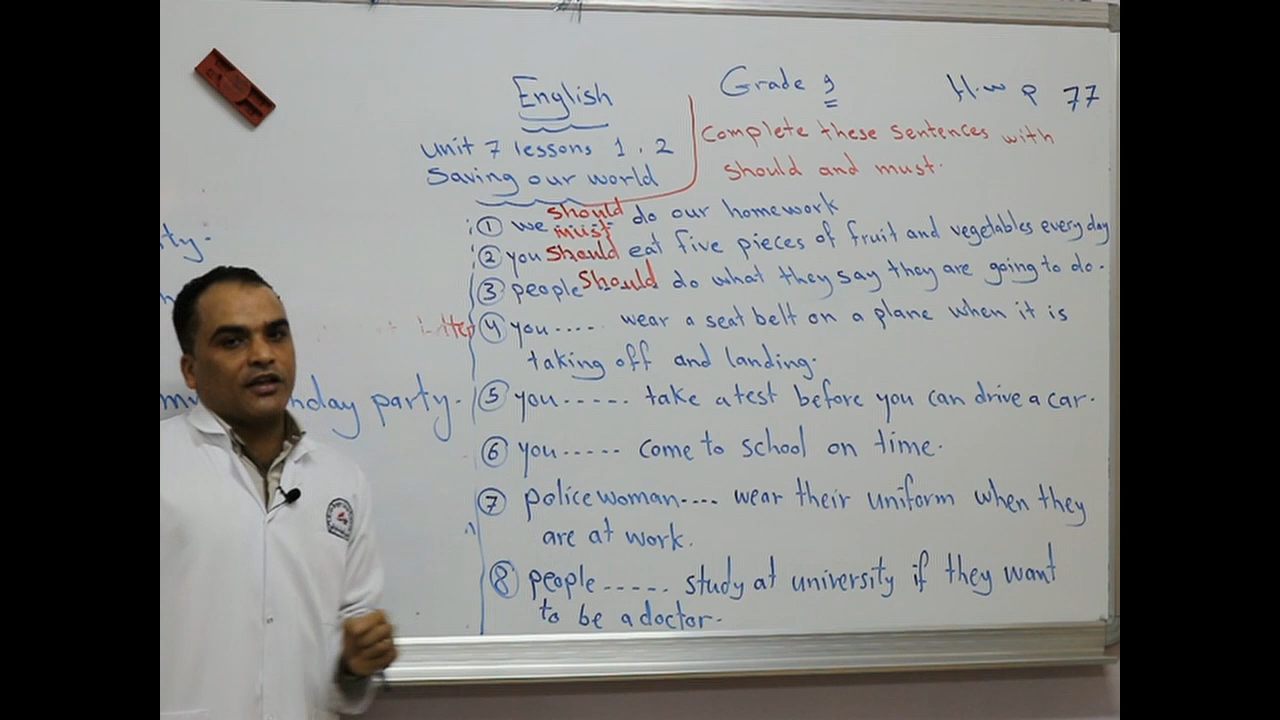 English
Grade 9
H.w P 77
unit 7 lessons 1 . 2
Saving our world
Complete these sentences with
should and must.
① we should do our homework
must
② you should eat five pieces of fruit and vegetables every day
③ people should do what they say they are going to do.
④ you .... wear a seat belt on a plane when it is
taking off and landing.
⑤ you ..... take a test before you can drive a car.
⑥ you ..... come to school on time.
⑦ police woman.... wear their uniform when they
are at work.
⑧ people ..... study at university if they want
to be a doctor.
ty.
day party.